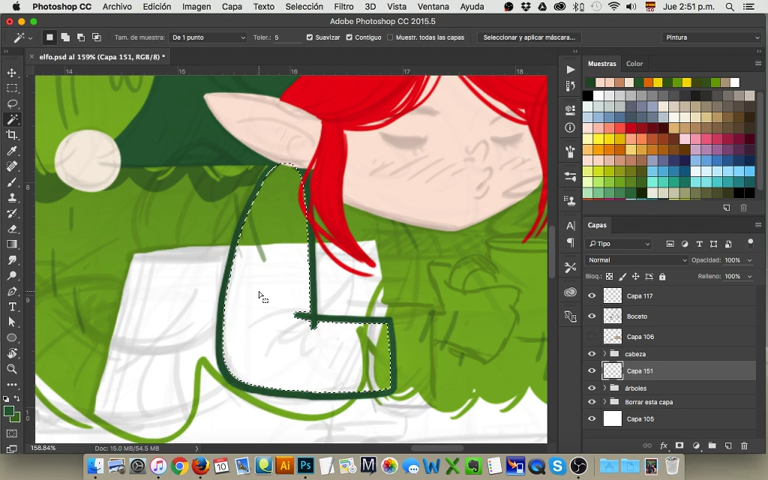 Photoshop CC Archivo Edición Imagen Capa Texto Selección Filtro 3D Vista Ventana Ayuda Jue 2:51 p.m.
Adobe Photoshop CC 2015.5
Tam. de muestra: De 1 punto Toler.: 5 Suavizar Contiguo Muestr. todas las capas Seleccionar y aplicar máscara... Pintura
elfo.psd al 159% (Capa 151, RGB/8) *
14 15 16 17 18
Muestras Color
8
9
Capas
Tipo
Normal Opacidad: 100%
Bloq.: Relleno: 100%
Capa 117
Boceto
Capa 106
cabeza
Capa 151
árboles
Borrar esta capa
Capa 105
158.84% Doc: 15.0 MB/54.5 MB